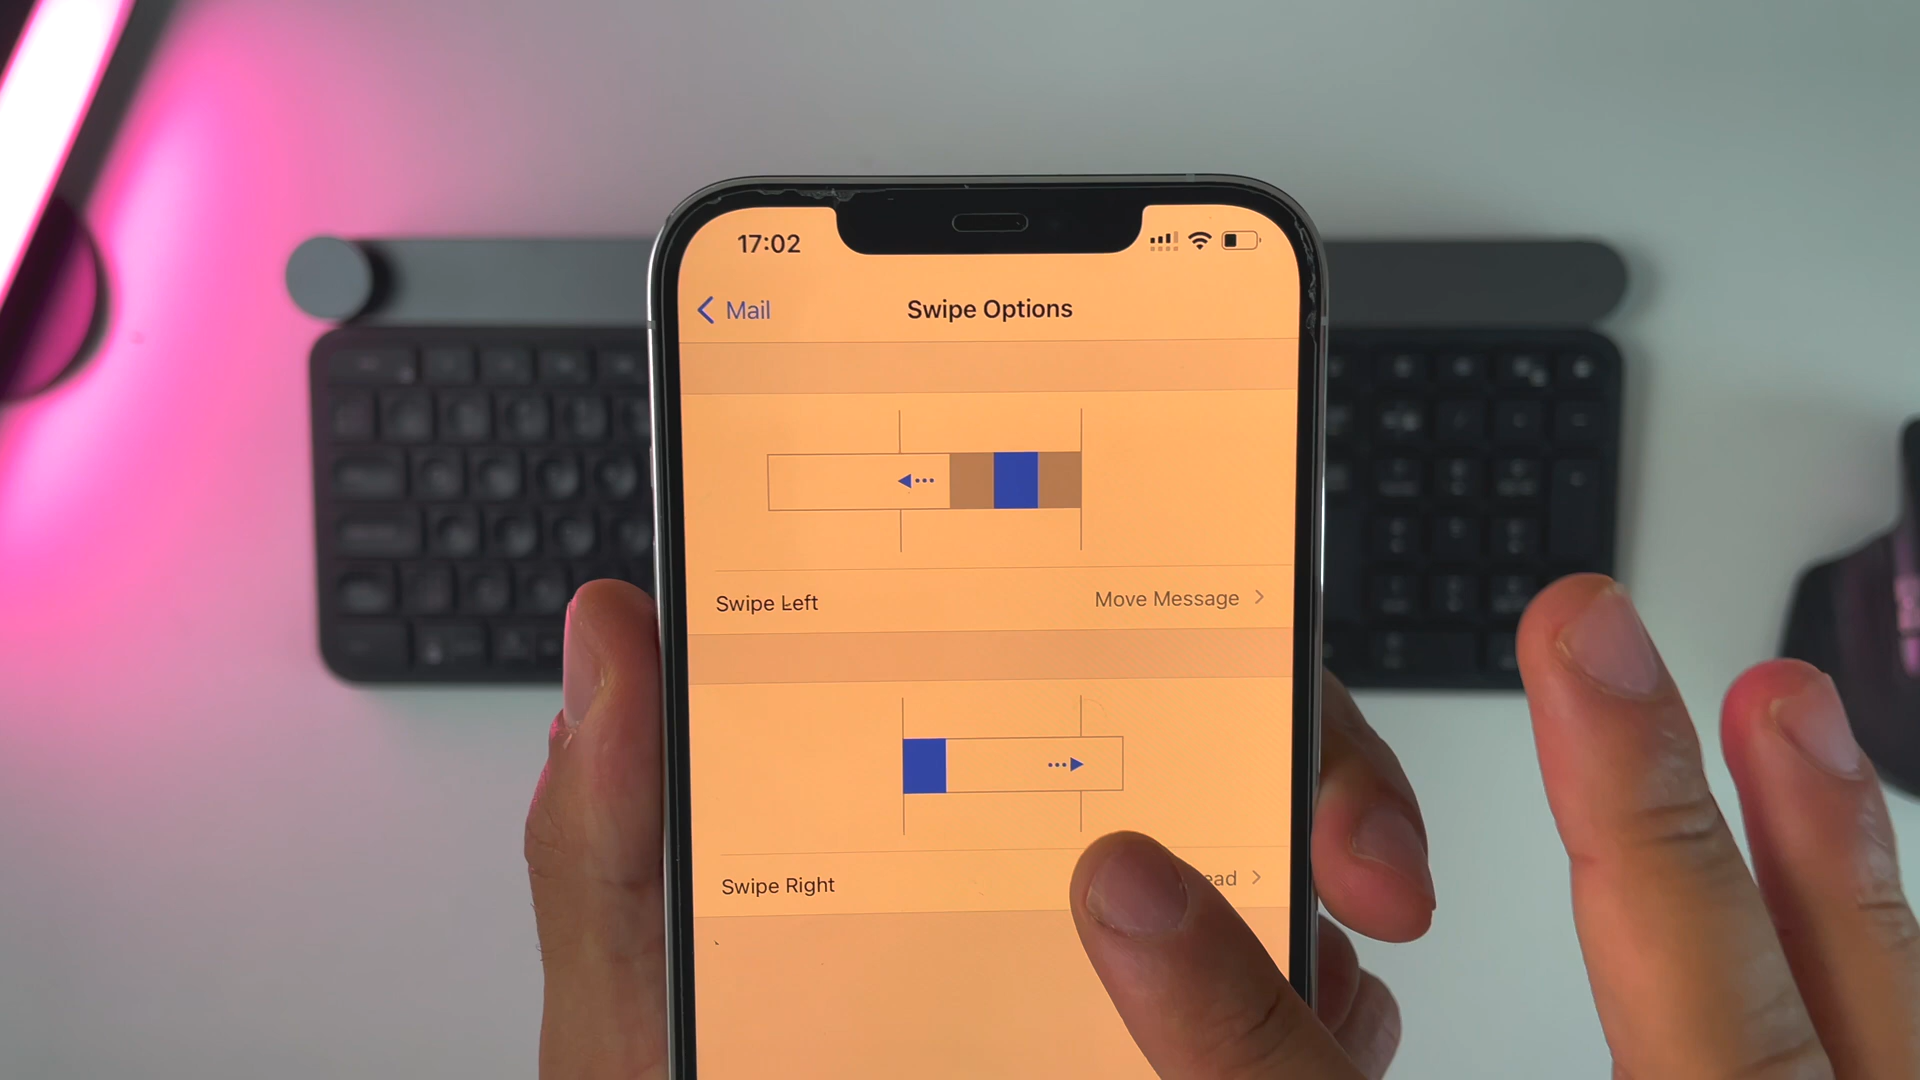 17:02
Mail
Swipe Options
Swipe Left
Move Message
Swipe Right